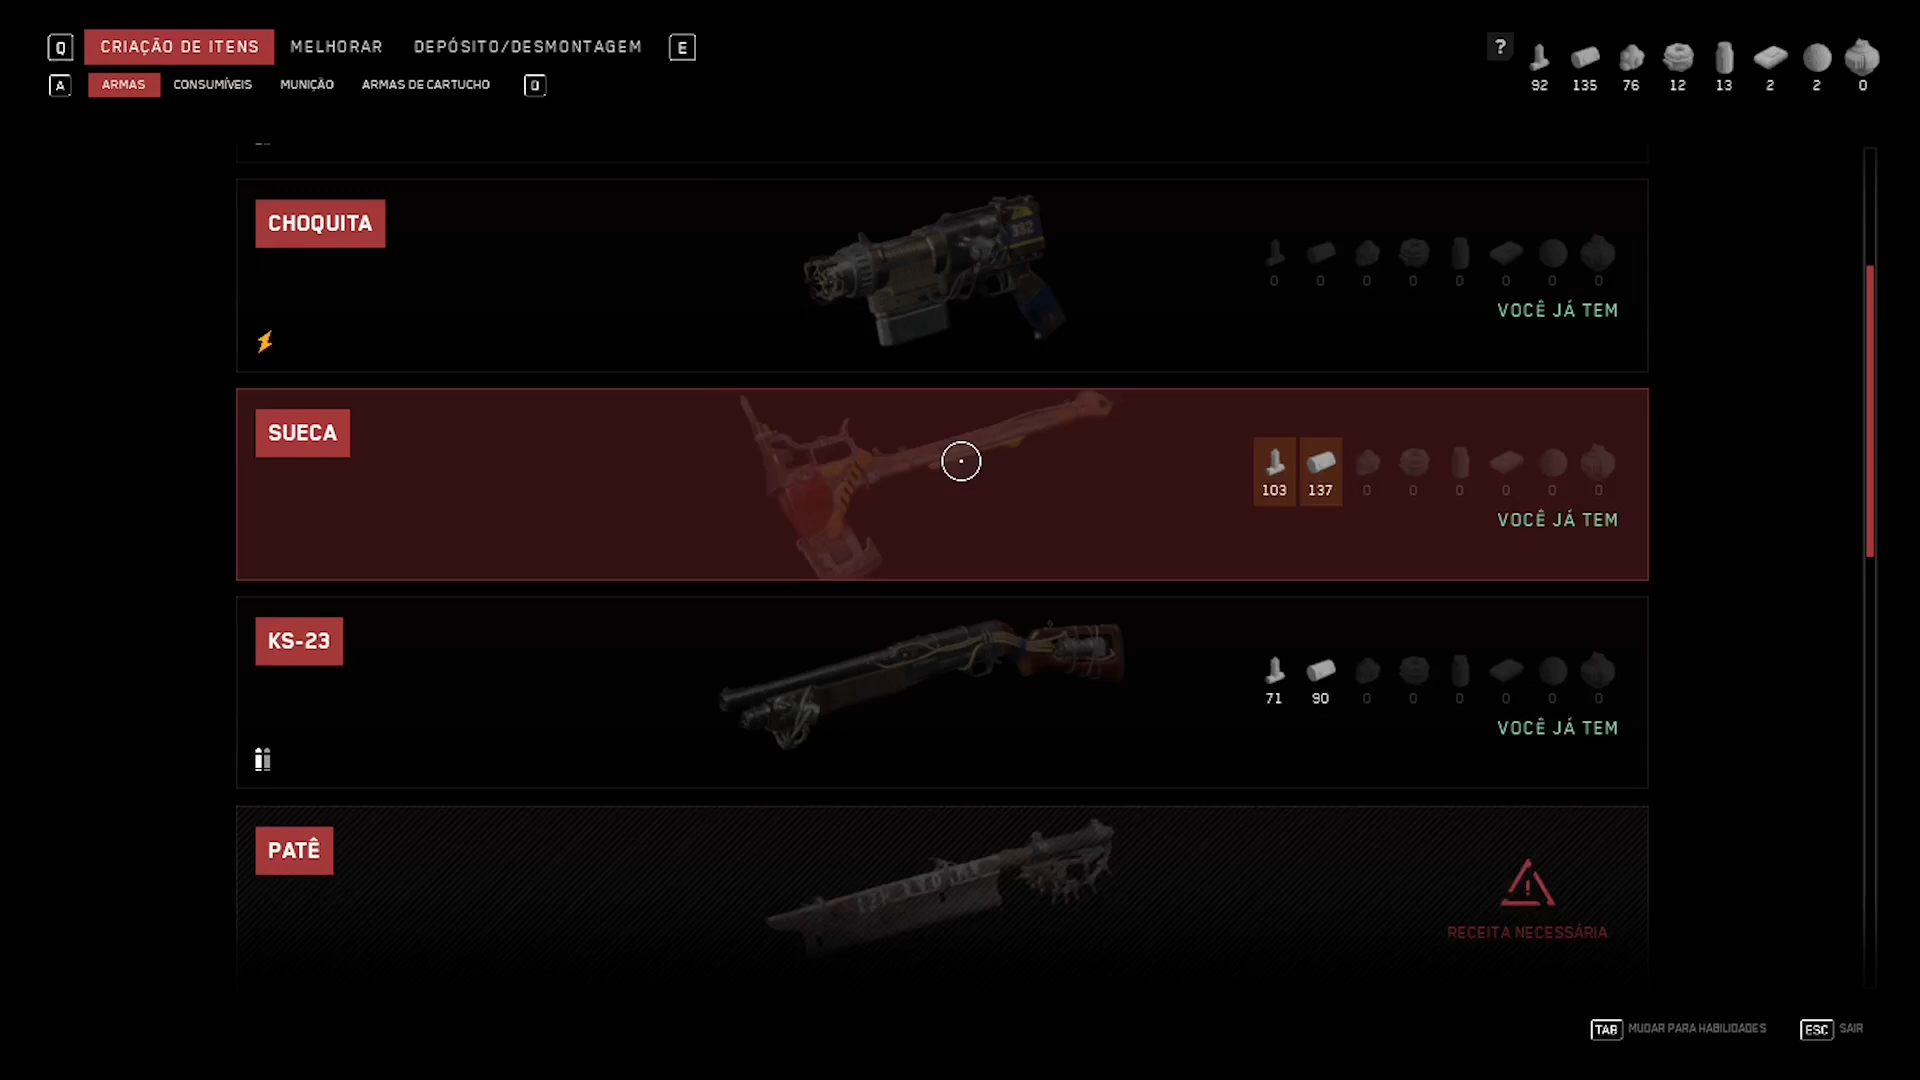 Q CRIAÇÃO DE ITENS MELHORAR DEPÓSITO/DESMONTAGEM E
?
92 135 76 12 13 2 2 0
A ARMAS CONSUMÍVEIS MUNIÇÃO ARMAS DE CARTUCHO D
CHOQUITA
332
0 0 0 0 0 0 0 0
VOCÊ JÁ TEM
SUECA
103 137 0 0 0 0 0 0
VOCÊ JÁ TEM
KS-23
71 90 0 0 0 0 0 0
VOCÊ JÁ TEM
PATÊ
RECEITA NECESSÁRIA
TAB MUDAR PARA HABILIDADES ESC SAIR